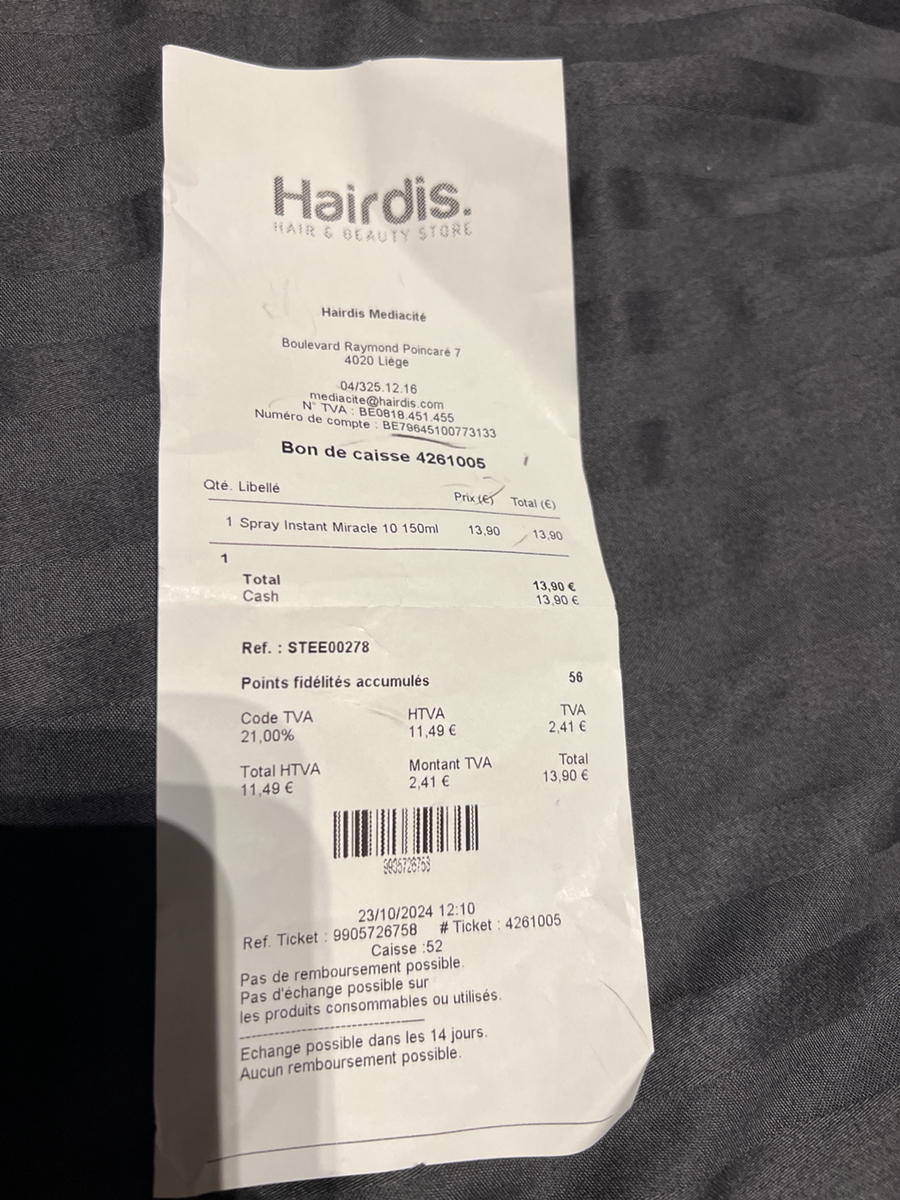 Hairdis.
HAIR & BEAUTY STORE
Hairdis Mediacité
Boulevard Raymond Poincaré 7
4020 Liège
04/325.12.16
mediacite@hairdis.com
N° TVA : BE0818.451.455
Numéro de compte : BE79645100773133
Bon de caisse 4261005
Qté. Libellé Prix (€) Total (€)
1 Spray Instant Miracle 10 150ml 13,90 13,90
1
Total 13,90 €
Cash 13,90 €
Ref. : STEE00278
Points fidélités accumulés 56
Code TVA HTVA TVA
21,00% 11,49 € 2,41 €
Total HTVA Montant TVA Total
11,49 € 2,41 € 13,90 €
9905726758
23/10/2024 12:10
Ref. Ticket : 9905726758 # Ticket : 4261005
Caisse :52
Pas de remboursement possible.
Pas d'échange possible sur
les produits consommables ou utilisés.
Echange possible dans les 14 jours.
Aucun remboursement possible.